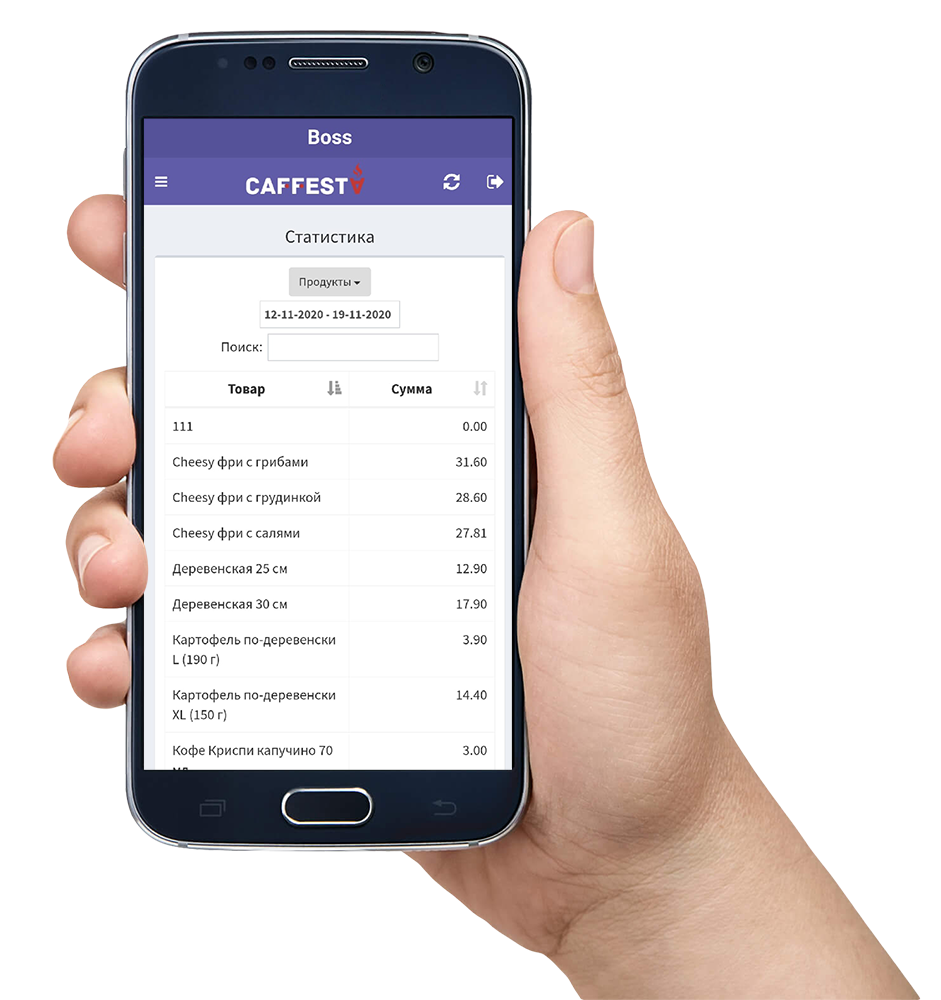 Boss
CAFFESTA
Статистика
Продукты
12-11-2020 - 19-11-2020
Поиск:
Товар Сумма
111 0.00
Cheesy фри с грибами 31.60
Cheesy фри с грудинкой 28.60
Cheesy фри с салями 27.81
Деревенская 25 см 12.90
Деревенская 30 см 17.90
Картофель по-деревенски 3.90
L (190 г)
Картофель по-деревенски 14.40
XL (150 г)
Кофе Криспи капучино 70 3.00